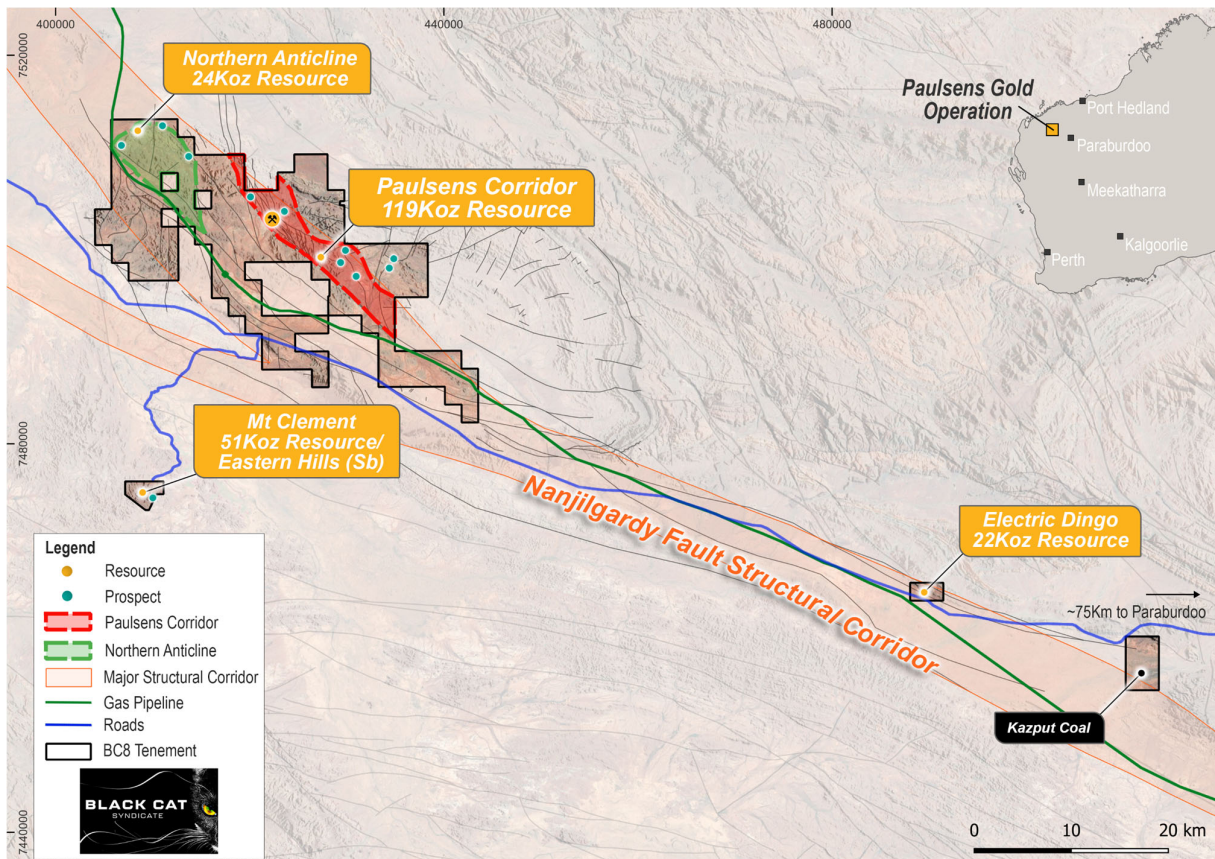 400000
440000
480000
7520000
7480000
7440000
Northern Anticline
24Koz Resource
Paulsens Corridor
119Koz Resource
Mt Clement
51Koz Resource/
Eastern Hills (Sb)
Nanjilgardy Fault Structural Corridor
Electric Dingo
22Koz Resource
~75Km to Paraburdoo
Kazput Coal
Paulsens Gold
Operation
Port Hedland
Paraburdoo
Meekatharra
Kalgoorlie
Perth
Legend
Resource
Prospect
Paulsens Corridor
Northern Anticline
Major Structural Corridor
Gas Pipeline
Roads
BC8 Tenement
BLACK CAT
SYNDICATE
0 10 20 km